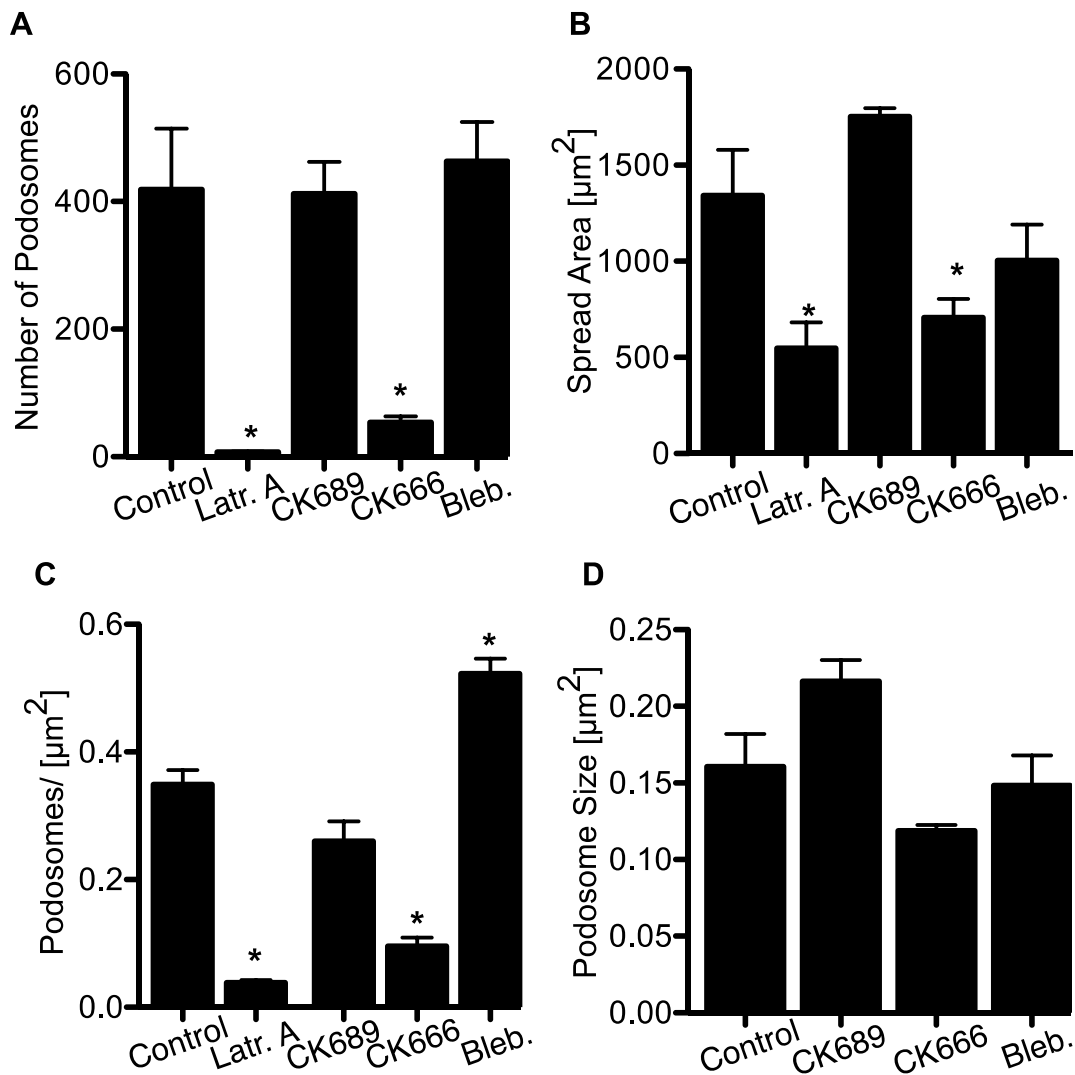 A
Number of Podosomes
600
400
200
0
*
*
Control
Latr. A
CK689
CK666
Bleb.
B
Spread Area [µm²]
2000
1500
1000
500
0
*
*
Control
Latr. A
CK689
CK666
Bleb.
C
Podosomes/ [µm²]
0.6
0.4
0.2
0.0
*
*
*
Control
Latr. A
CK689
CK666
Bleb.
D
Podosome Size [µm²]
0.25
0.20
0.15
0.10
0.05
0.00
Control
CK689
CK666
Bleb.